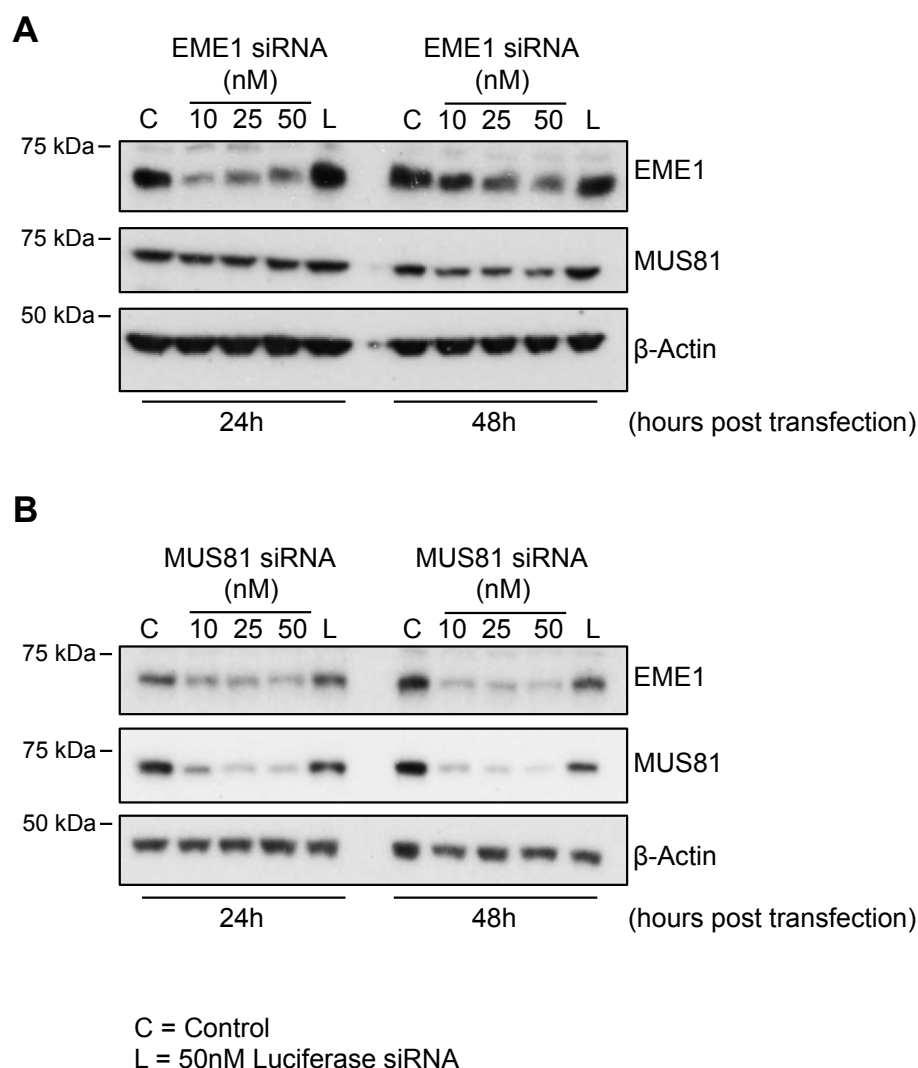 A
EME1 siRNA (nM) EME1 siRNA (nM)
C 10 25 50 L C 10 25 50 L
75 kDa EME1
75 kDa MUS81
50 kDa β-Actin
24h 48h (hours post transfection)
B
MUS81 siRNA (nM) MUS81 siRNA (nM)
C 10 25 50 L C 10 25 50 L
75 kDa EME1
75 kDa MUS81
50 kDa β-Actin
24h 48h (hours post transfection)
C = Control
L = 50nM Luciferase siRNA